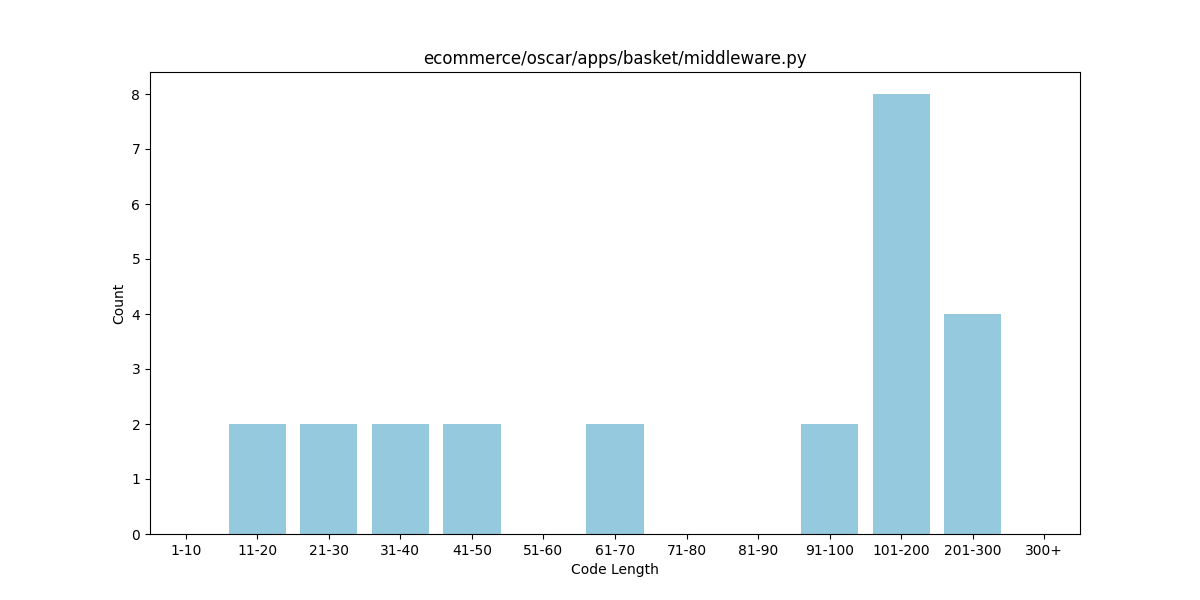 ecommerce/oscar/apps/basket/middleware.py
8
7
6
5
4
3
2
1
0
Count
1-10 11-20 21-30 31-40 41-50 51-60 61-70 71-80 81-90 91-100 101-200 201-300 300+
Code Length